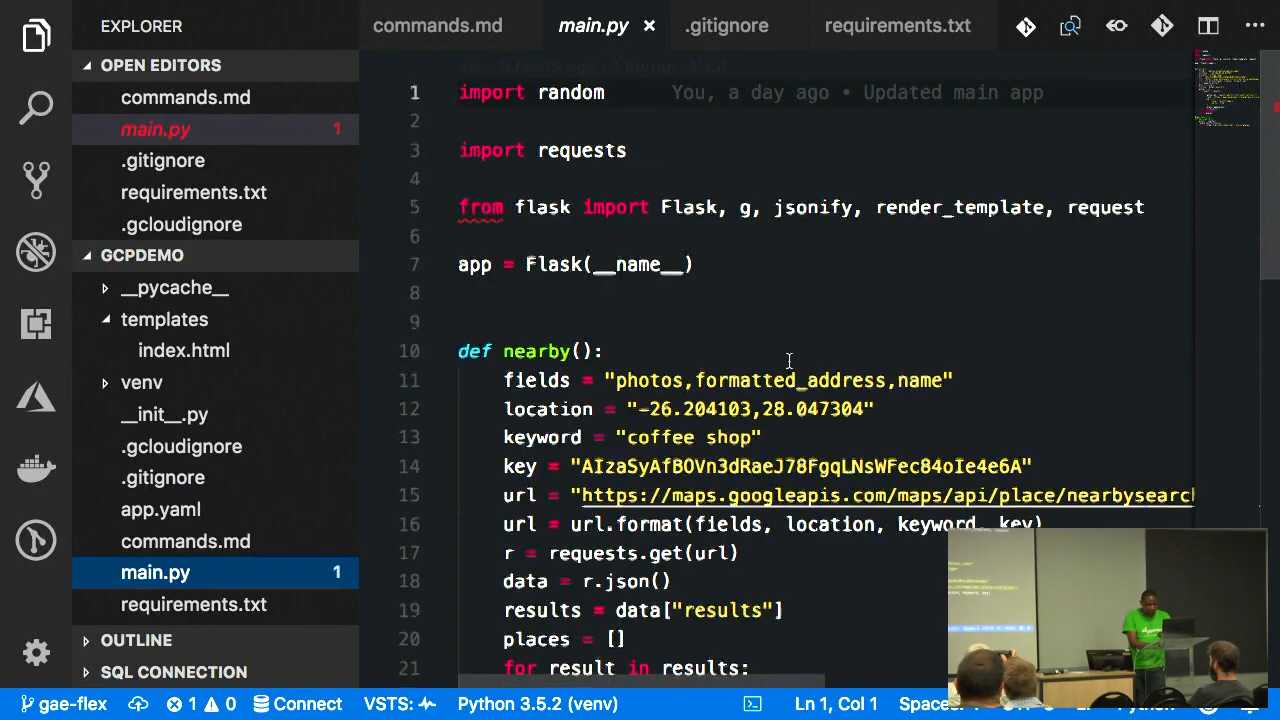 EXPLORER
OPEN EDITORS
commands.md
main.py 1
.gitignore
requirements.txt
.gcloudignore
GCPDEMO
__pycache__
templates
index.html
venv
__init__.py
.gcloudignore
.gitignore
app.yaml
commands.md
main.py 1
requirements.txt
OUTLINE
SQL CONNECTION
commands.md main.py × .gitignore requirements.txt
1 import random You, a day ago • Updated main app
2
3 import requests
4
5 from flask import Flask, g, jsonify, render_template, request
6
7 app = Flask(__name__)
8
9
10 def nearby():
11 fields = "photos,formatted_address,name"
12 location = "-26.204103,28.047304"
13 keyword = "coffee shop"
14 key = "AIzaSyAfBOVn3dRaeJ78FgqLNsWFec84oIe4e6A"
15 url = "https://maps.googleapis.com/maps/api/place/nearbysearch
16 url = url.format(fields, location, keyword, key)
17 r = requests.get(url)
18 data = r.json()
19 results = data["results"]
20 places = []
21 for result in results:
gae-flex 1 0 Connect VSTS: Python 3.5.2 (venv) Ln 1, Col 1